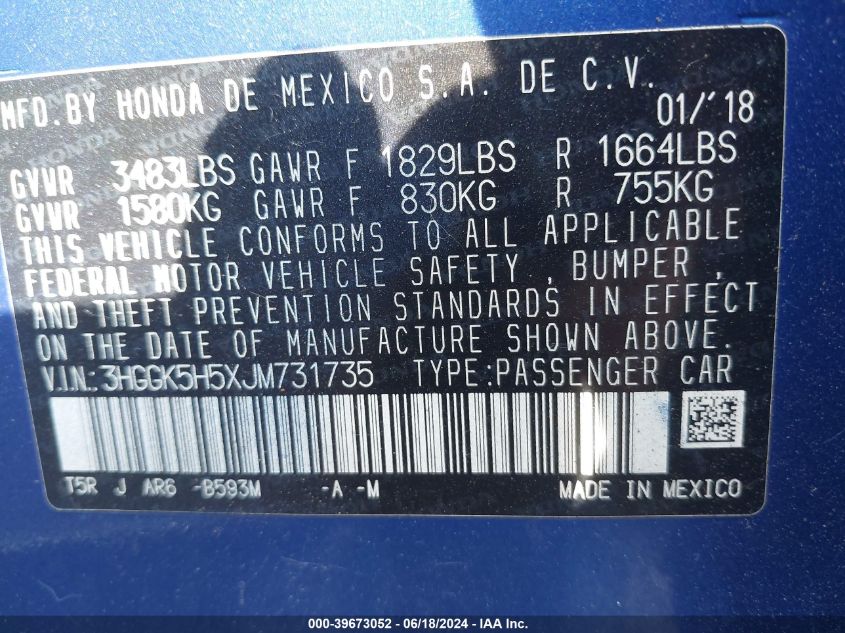 MFD. BY HONDA DE MEXICO S.A. DE C.V.
01/'18
GVWR 3483LBS GAWR F 1829LBS R 1664LBS
GVWR 1580KG GAWR F 830KG R 755KG
THIS VEHICLE CONFORMS TO ALL APPLICABLE
FEDERAL MOTOR VEHICLE SAFETY , BUMPER ,
AND THEFT PREVENTION STANDARDS IN EFFECT
ON THE DATE OF MANUFACTURE SHOWN ABOVE.
V.I.N.: 3HGGK5H5XJM731735 TYPE:PASSENGER CAR
T5R J AR6 -B593M -A -M MADE IN MEXICO
000-39673052 - 06/18/2024 - IAA Inc.